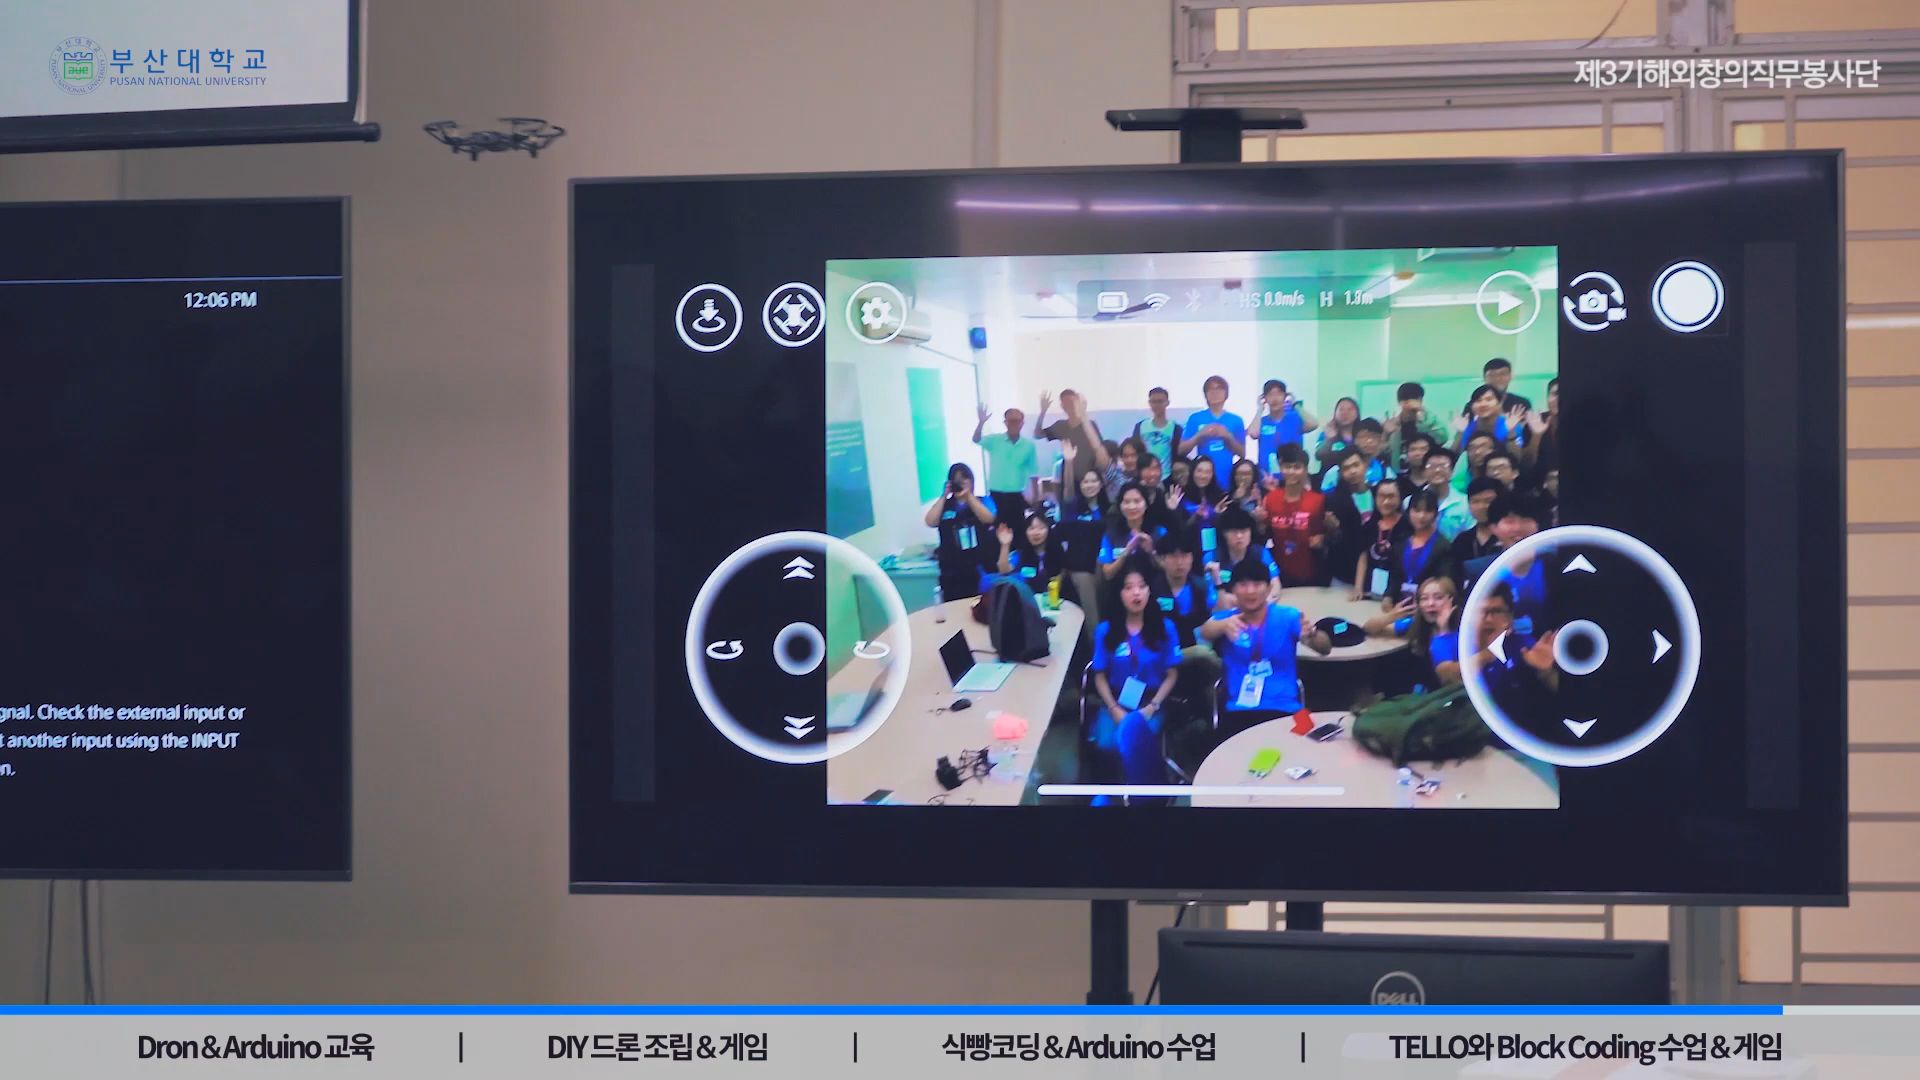 부산대학교
PUSAN NATIONAL UNIVERSITY
제3기해외창의직무봉사단
12:06 PM
gnal. Check the external input or
t another input using the INPUT
n.
HS 0.0m/s H 1.9m
DELL
Dron & Arduino 교육 | DIY 드론 조립 & 게임 | 식빵코딩 & Arduino 수업 | TELLO와 Block Coding 수업 & 게임